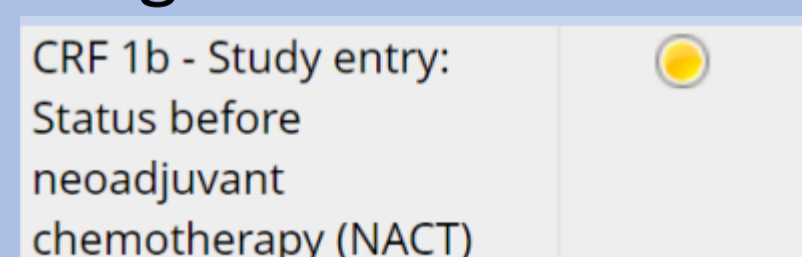 CRF 1b - Study entry:
Status before
neoadjuvant
chemotherapy (NACT)